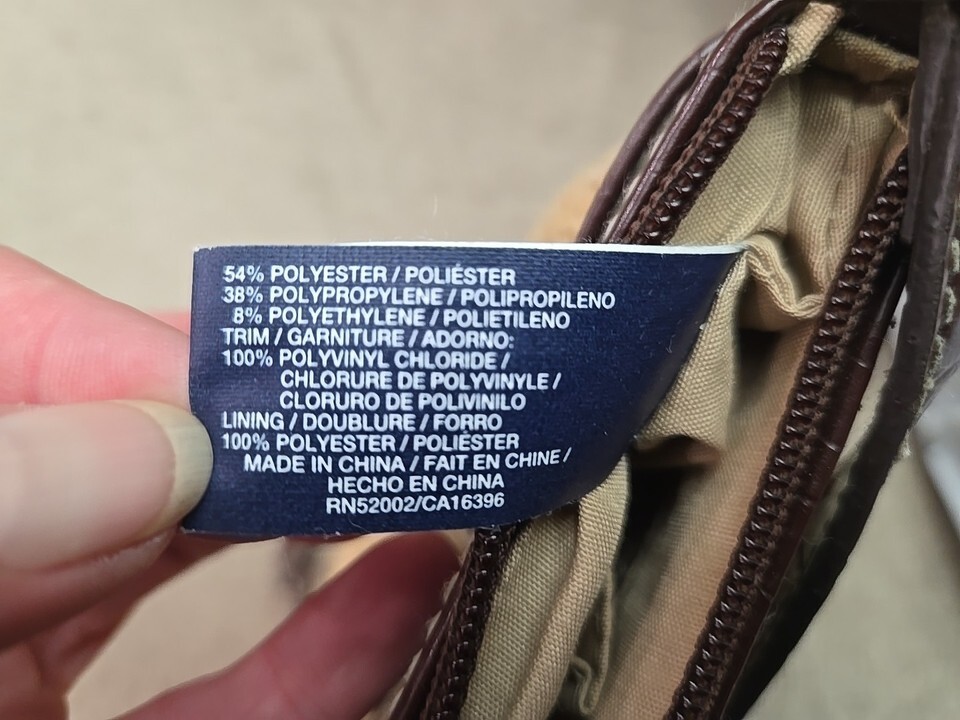 54% POLYESTER / POLIÉSTER
38% POLYPROPYLENE / POLIPROPILENO
8% POLYETHYLENE / POLIETILENO
TRIM / GARNITURE / ADORNO:
100% POLYVINYL CHLORIDE /
CHLORURE DE POLYVINYLE /
CLORURO DE POLIVINILO
LINING / DOUBLURE / FORRO
100% POLYESTER / POLIÉSTER
MADE IN CHINA / FAIT EN CHINE /
HECHO EN CHINA
RN52002/CA16396